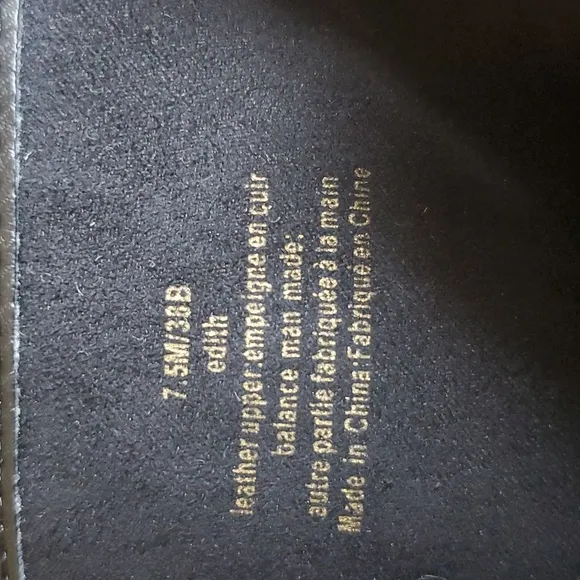 7.5M/38B
edith
leather upper:empeigne en cuir
balance man made:
autre partie fabriquée à la main
Made in China:Fabriqué en Chine